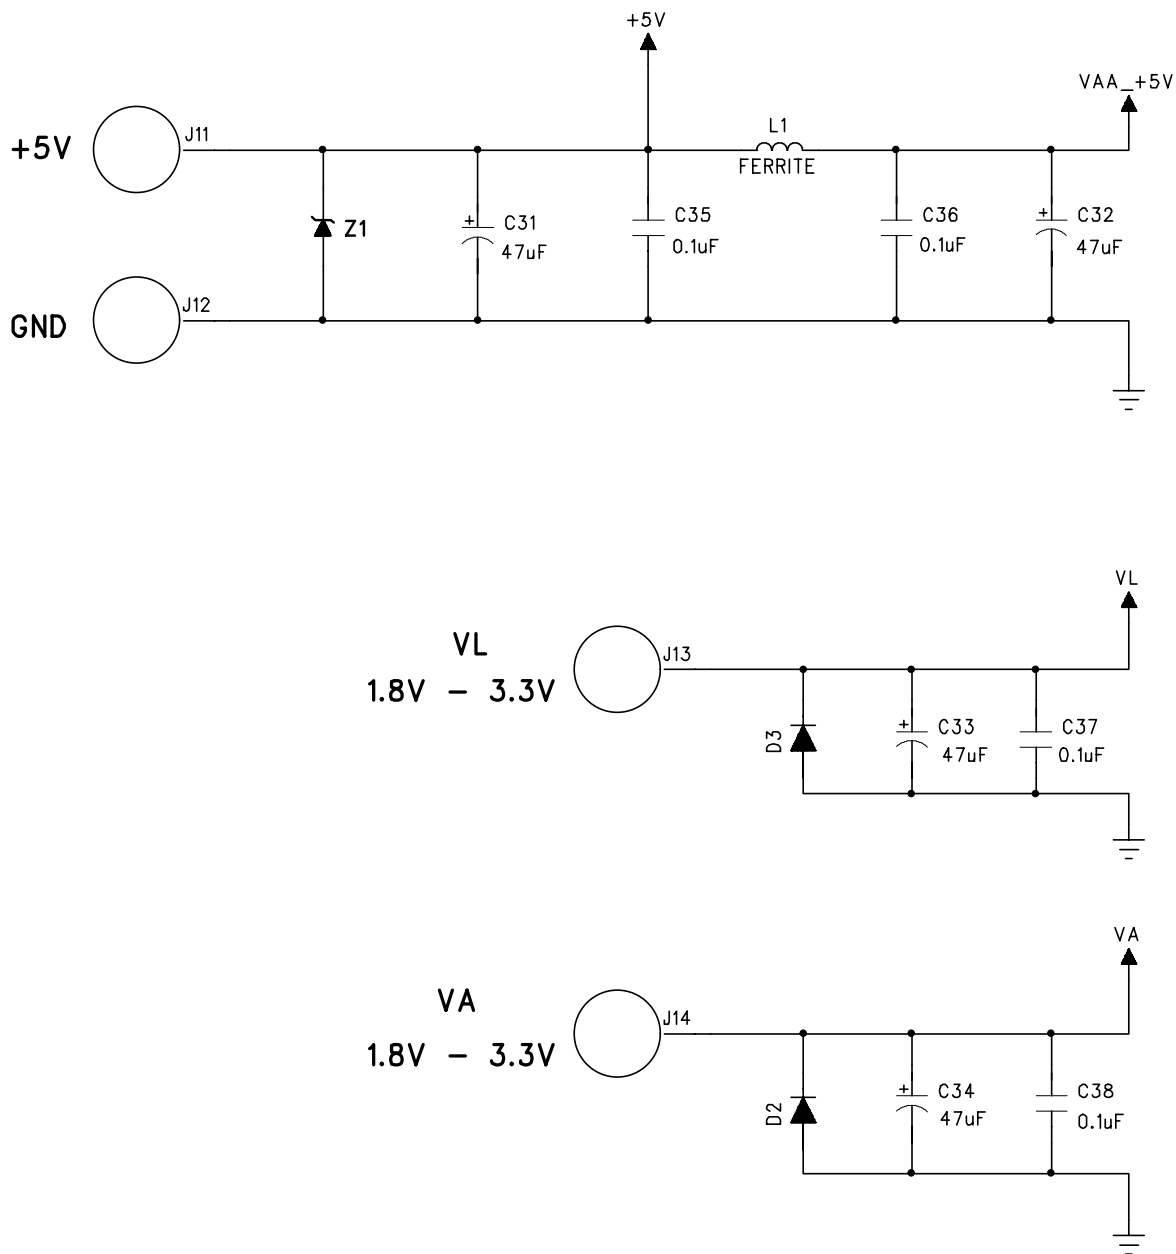 +5V
VAA_+5V
+5V
J11
L1
FERRITE
Z1
+
C31
47uF
C35
0.1uF
C36
0.1uF
+
C32
47uF
GND
J12
VL
VL
1.8V - 3.3V
J13
D3
+
C33
47uF
C37
0.1uF
VA
VA
1.8V - 3.3V
J14
D2
+
C34
47uF
C38
0.1uF